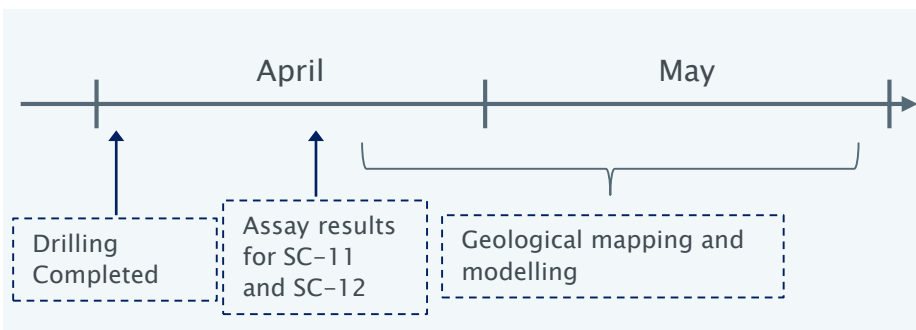 April
May
Drilling
Completed
Assay results
for SC-11
and SC-12
Geological mapping and
modelling